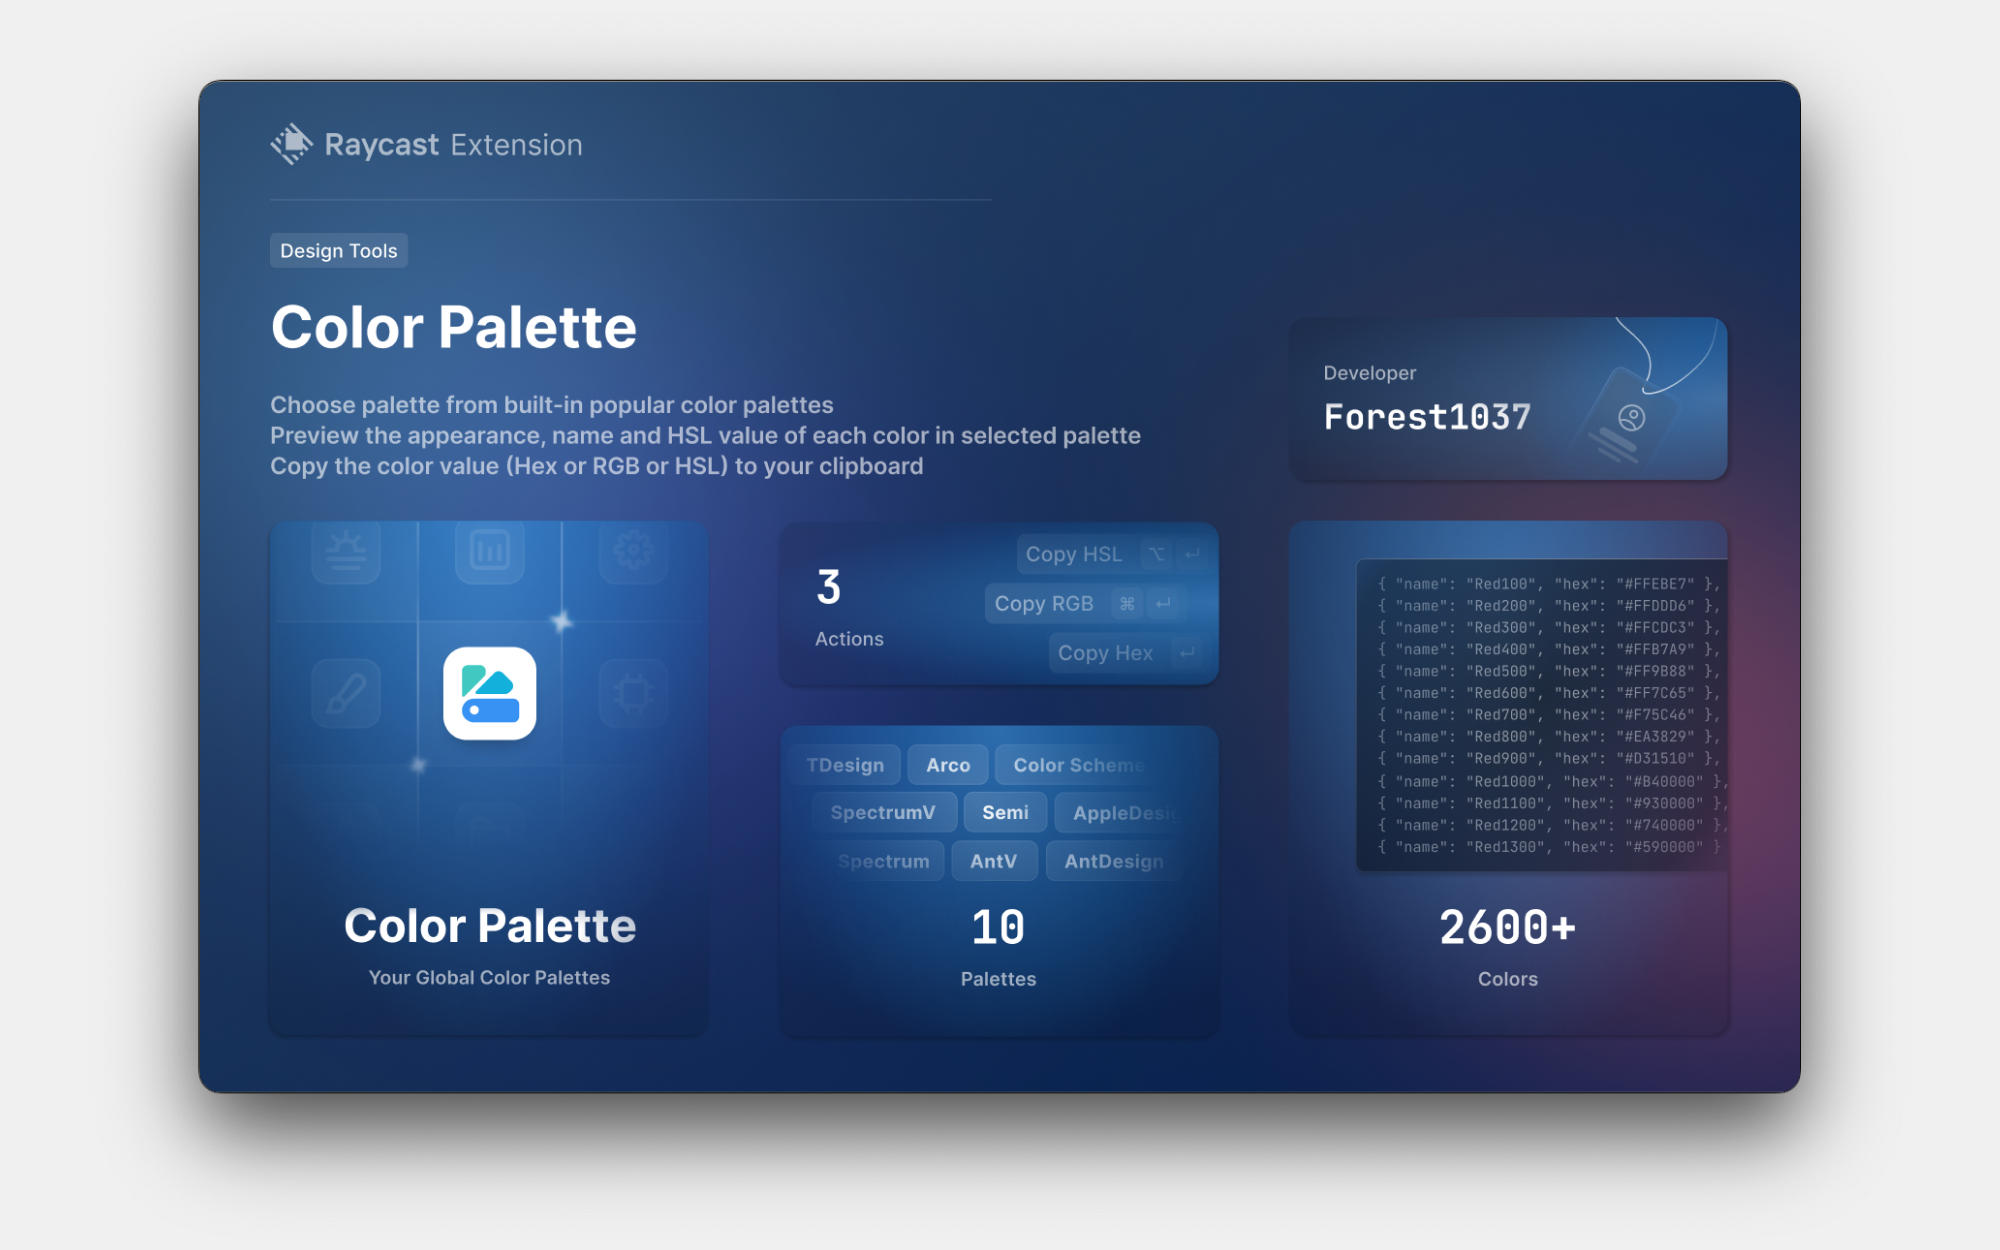 Raycast Extension
Design Tools
Color Palette
Choose palette from built-in popular color palettes
Preview the appearance, name and HSL value of each color in selected palette
Copy the color value (Hex or RGB or HSL) to your clipboard
Developer
Forest1037
Color Palette
Your Global Color Palettes
3
Actions
Copy HSL ⌥ ↵
Copy RGB ⌘ ↵
Copy Hex ↵
TDesign Arco Color Scheme
SpectrumV Semi AppleDesig
Spectrum AntV AntDesign
10
Palettes
{ "name": "Red100", "hex": "#FFEBE7" },
{ "name": "Red200", "hex": "#FFDDD6" },
{ "name": "Red300", "hex": "#FFCDC3" },
{ "name": "Red400", "hex": "#FFB7A9" },
{ "name": "Red500", "hex": "#FF9B88" },
{ "name": "Red600", "hex": "#FF7C65" },
{ "name": "Red700", "hex": "#F75C46" },
{ "name": "Red800", "hex": "#EA3829" },
{ "name": "Red900", "hex": "#D31510" },
{ "name": "Red1000", "hex": "#B40000" },
{ "name": "Red1100", "hex": "#930000" },
{ "name": "Red1200", "hex": "#740000" },
{ "name": "Red1300", "hex": "#590000" }
2600+
Colors